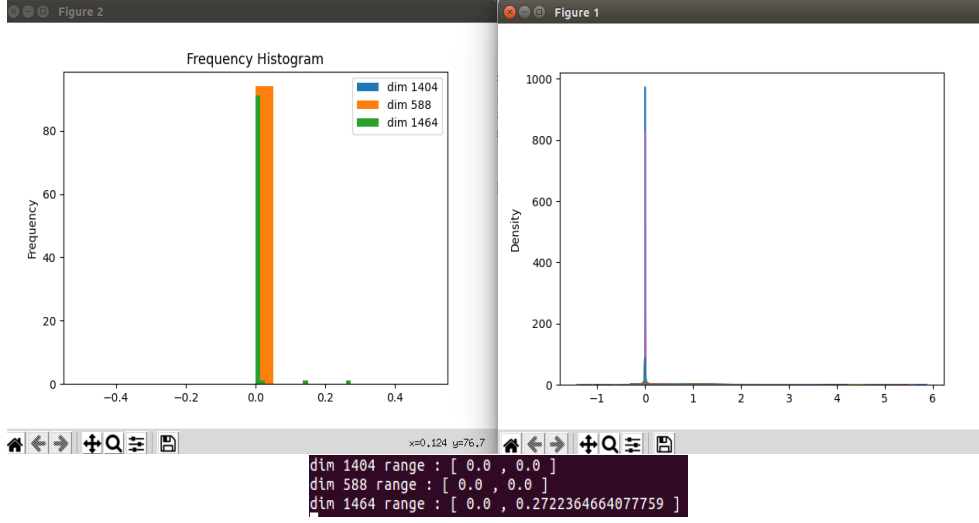 Figure 2
Frequency Histogram
dim 1404
dim 588
dim 1464
80
60
40
20
0
Frequency
−0.4 −0.2 0.0 0.2 0.4
x=0.124 y=76.7
Figure 1
1000
800
600
400
200
0
Density
−1 0 1 2 3 4 5 6
dim 1404 range : [ 0.0 , 0.0 ]
dim 588 range : [ 0.0 , 0.0 ]
dim 1464 range : [ 0.0 , 0.2722364664077759 ]